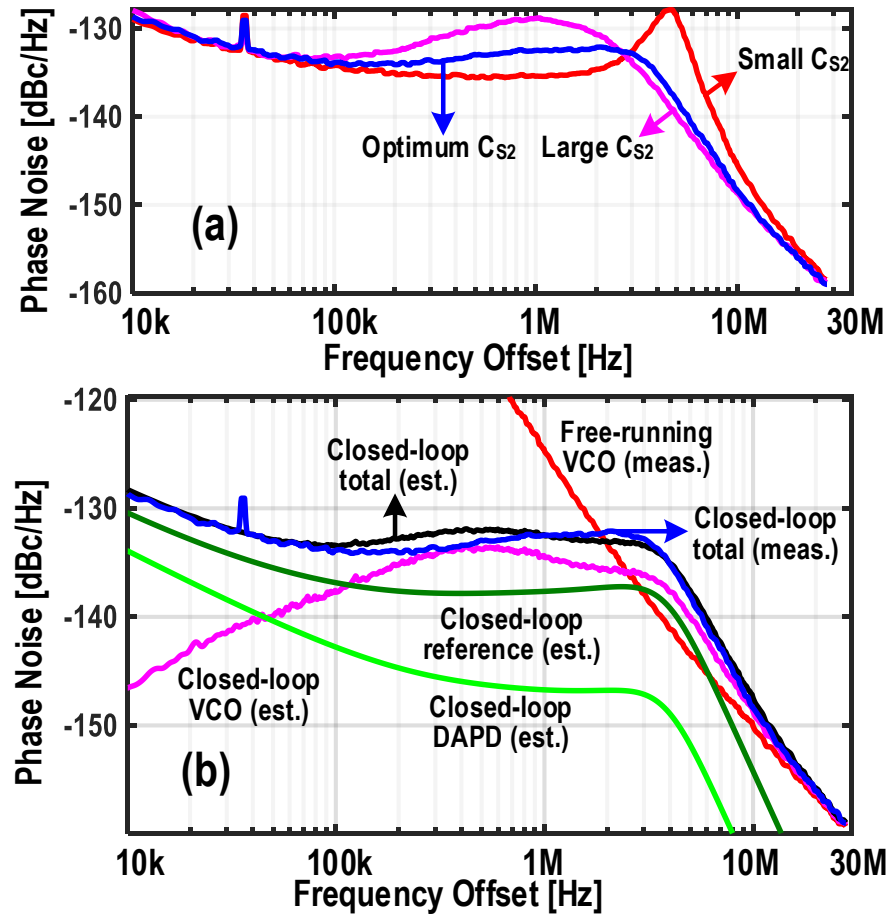 Phase Noise [dBc/Hz]
-130
-140
-150
-160
Small CS2
Optimum CS2
Large CS2
(a)
10k
100k
1M
10M
30M
Frequency Offset [Hz]
Phase Noise [dBc/Hz]
-120
-130
-140
-150
Closed-loop
total (est.)
Free-running
VCO (meas.)
Closed-loop
total (meas.)
Closed-loop
reference (est.)
Closed-loop
VCO (est.)
Closed-loop
DAPD (est.)
(b)
10k
100k
1M
10M
30M
Frequency Offset [Hz]